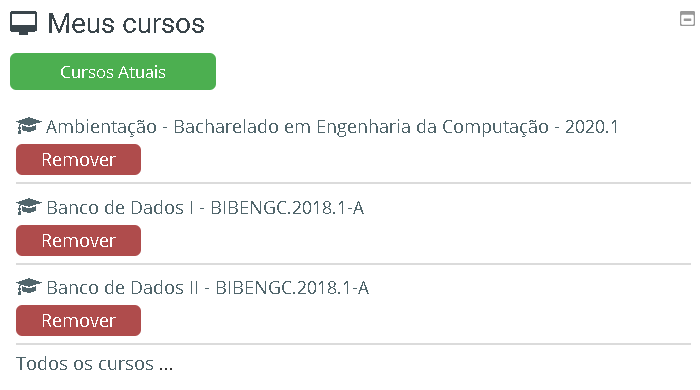 Meus cursos
Cursos Atuais
Ambientação - Bacharelado em Engenharia da Computação - 2020.1
Remover
Banco de Dados I - BIBENGC.2018.1-A
Remover
Banco de Dados II - BIBENGC.2018.1-A
Remover
Todos os cursos ...